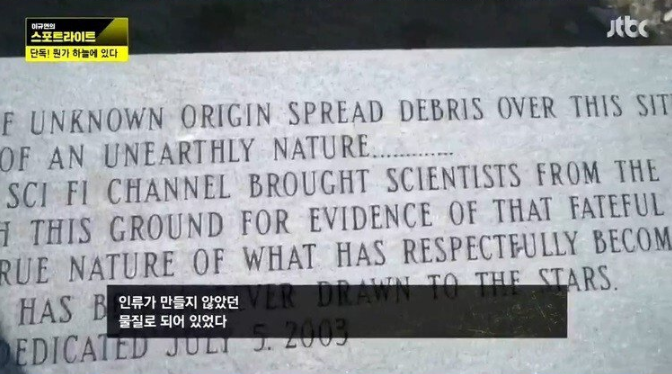 이규연의
스포트라이트
단독! 뭔가 하늘에 있다
jtbc
F UNKNOWN ORIGIN SPREAD DEBRIS OVER THIS SIT
OF AN UNEARTHLY NATURE.............
SCI FI CHANNEL BROUGHT SCIENTISTS FROM THE
H THIS GROUND FOR EVIDENCE OF THAT FATEFUL
RUE NATURE OF WHAT HAS RESPECTFULLY BECOM
HAS B VER DRAWN TO THE STARS.
인류가 만들지 않았던
물질로 되어 있었다
DEDICATED JULY 5, 2003